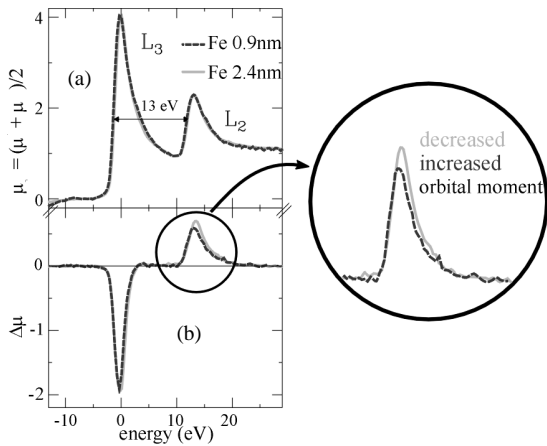 4
2
0
μ = (μ + μ )/2
(a)
L3
Fe 0.9nm
Fe 2.4nm
13 eV
L2
decreased
increased
orbital moment
0
-1
-2
Δμ
(b)
-10 0 10 20
energy (eV)